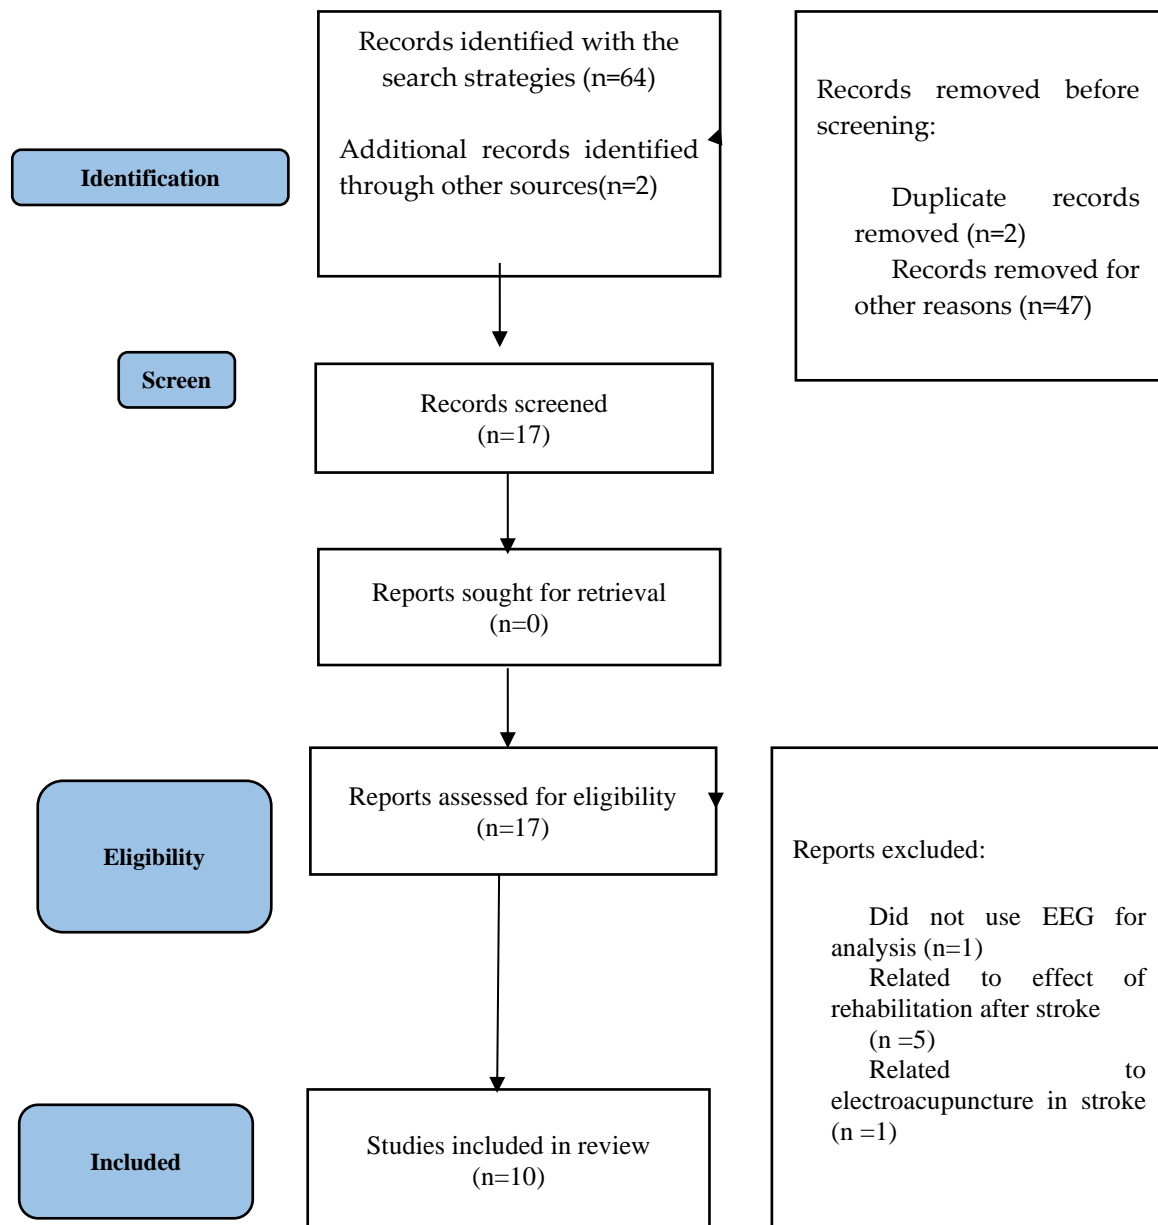 Records identified with the
search strategies (n=64)
Additional records identified
through other sources(n=2)
Records removed before
screening:
Duplicate records
removed (n=2)
Records removed for
other reasons (n=47)
Identification
Screen
Records screened
(n=17)
Reports sought for retrieval
(n=0)
Reports assessed for eligibility
(n=17)
Eligibility
Reports excluded:
Did not use EEG for
analysis (n=1)
Related to effect of
rehabilitation after stroke
(n =5)
Related to
electroacupuncture in stroke
(n =1)
Included
Studies included in review
(n=10)